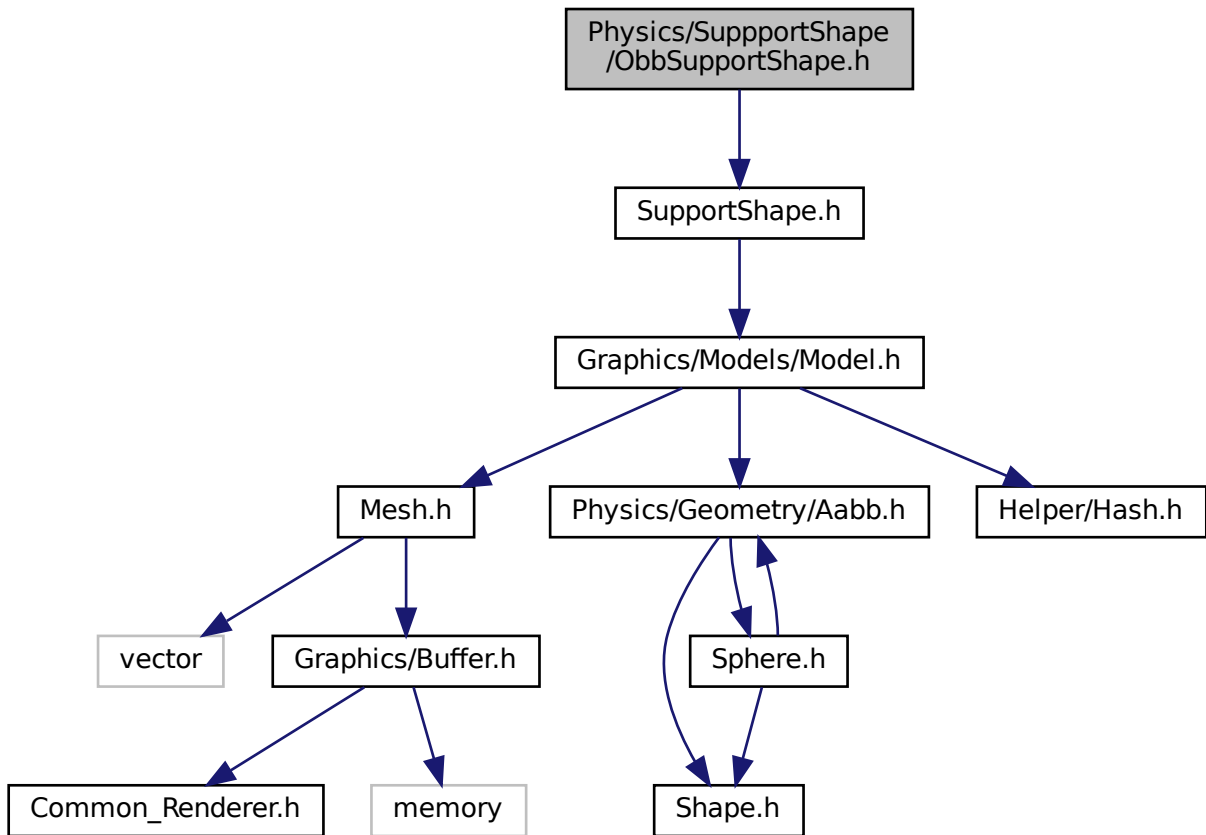 Physics/SuppportShape
/ObbSupportShape.h
SupportShape.h
Graphics/Models/Model.h
Mesh.h
Physics/Geometry/Aabb.h
Helper/Hash.h
vector
Graphics/Buffer.h
Sphere.h
Common_Renderer.h
memory
Shape.h